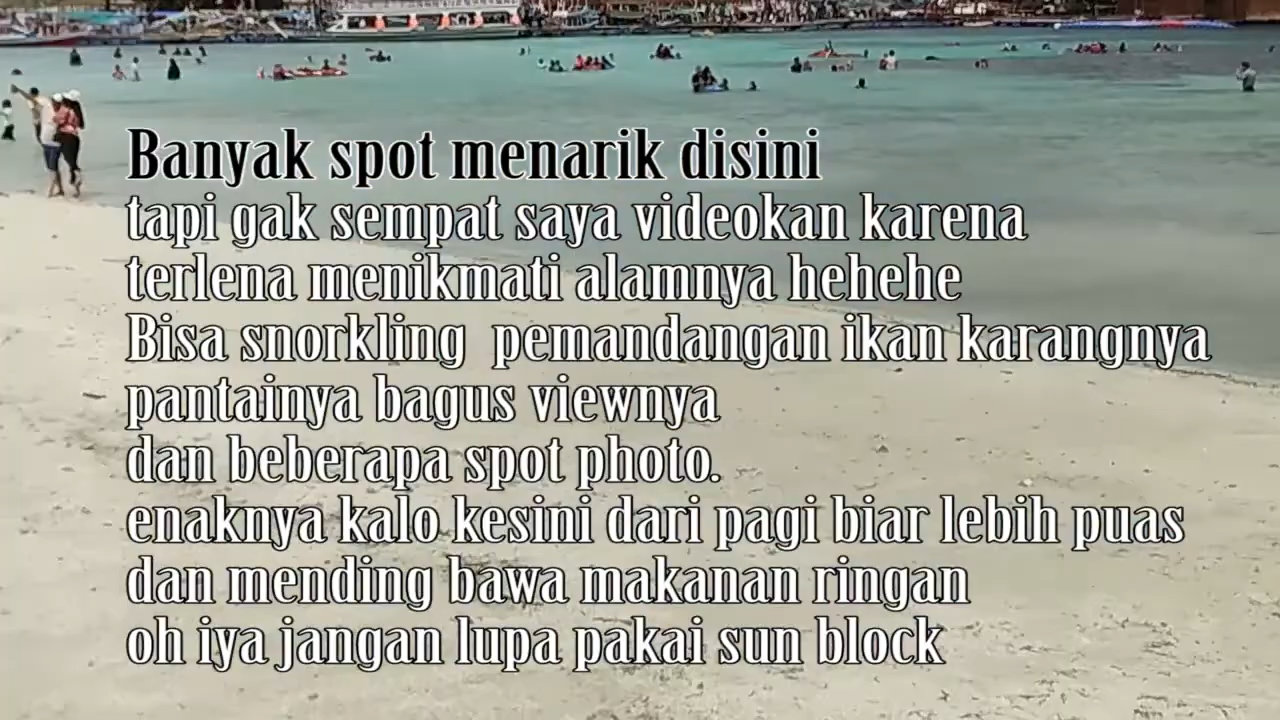 Banyak spot menarik disini
tapi gak sempat saya videokan karena
terlena menikmati alamnya hehehe
Bisa snorkling pemandangan ikan karangnya
pantainya bagus viewnya
dan beberapa spot photo.
enaknya kalo kesini dari pagi biar lebih puas
dan mending bawa makanan ringan
oh iya jangan lupa pakai sun block